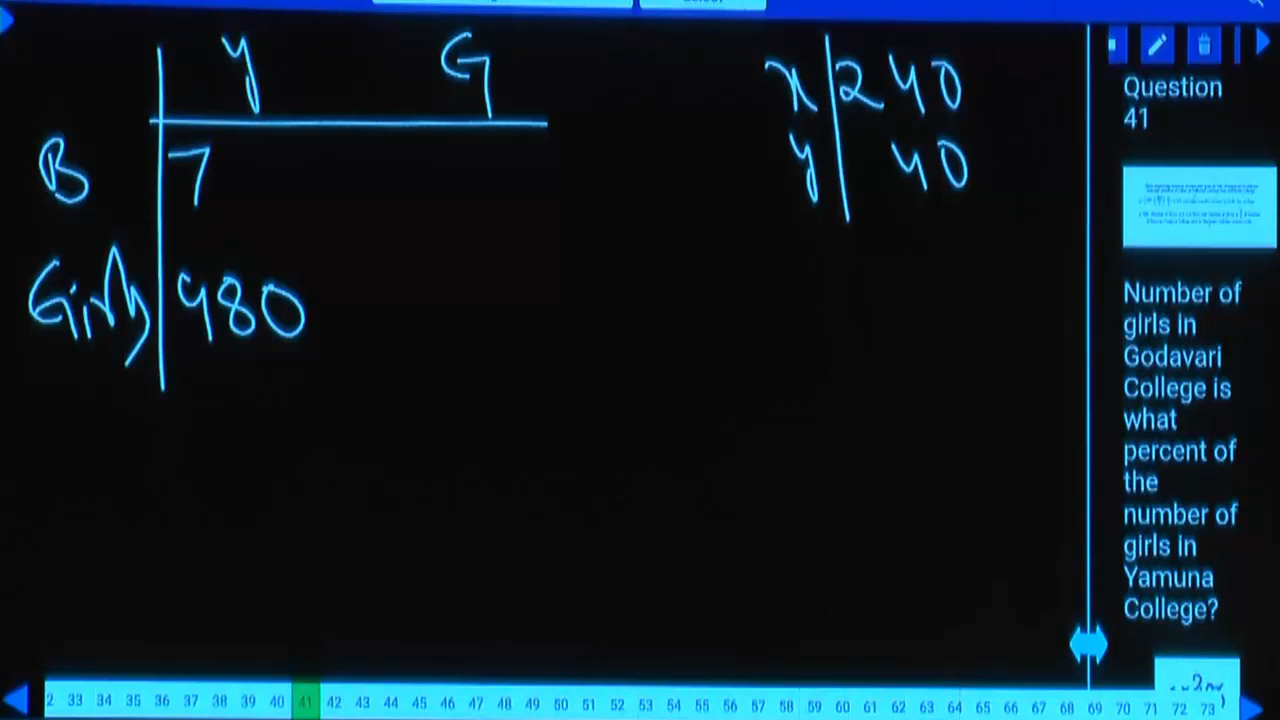 y G
B 7
Girls 480
x 240
y 40
Question
41
Number of
girls in
Godavari
College is
what
percent of
the
number of
girls in
Yamuna
College?
2 33 34 35 36 37 38 39 40 41 42 43 44 45 46 47 48 49 50 51 52 53 54 55 56 57 58 59 60 61 62 63 64 65 66 67 68 69 70 71 72 73